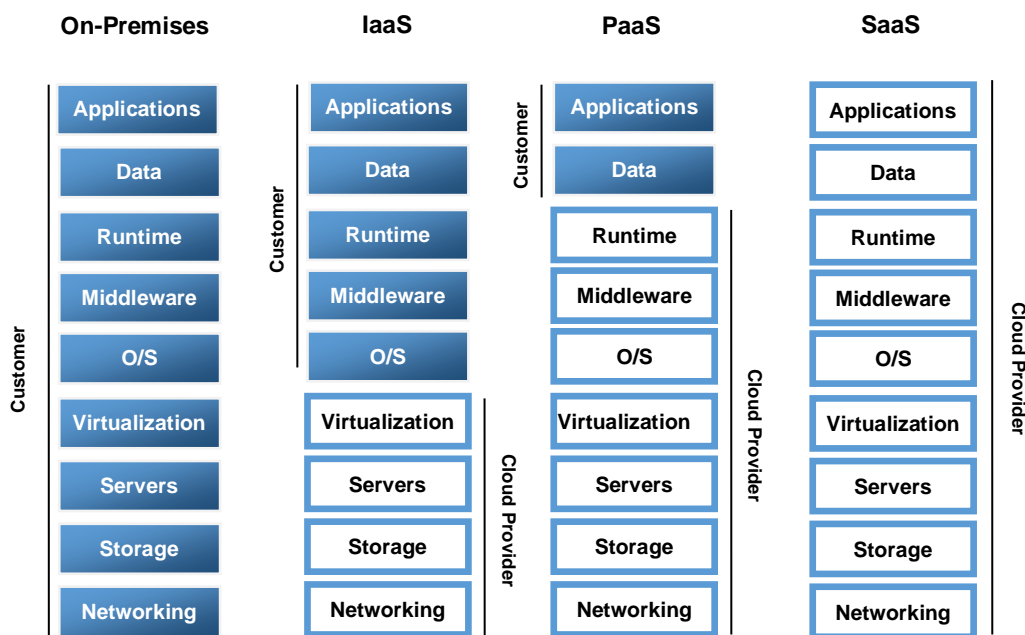 On-Premises IaaS PaaS SaaS
Applications Applications Applications Applications
Data Data Data Data
Runtime Runtime Runtime Runtime
Middleware Middleware Middleware Middleware
O/S O/S O/S O/S
Virtualization Virtualization Virtualization Virtualization
Servers Servers Servers Servers
Storage Storage Storage Storage
Networking Networking Networking Networking
Customer
Customer
Cloud Provider
Customer
Cloud Provider
Cloud Provider